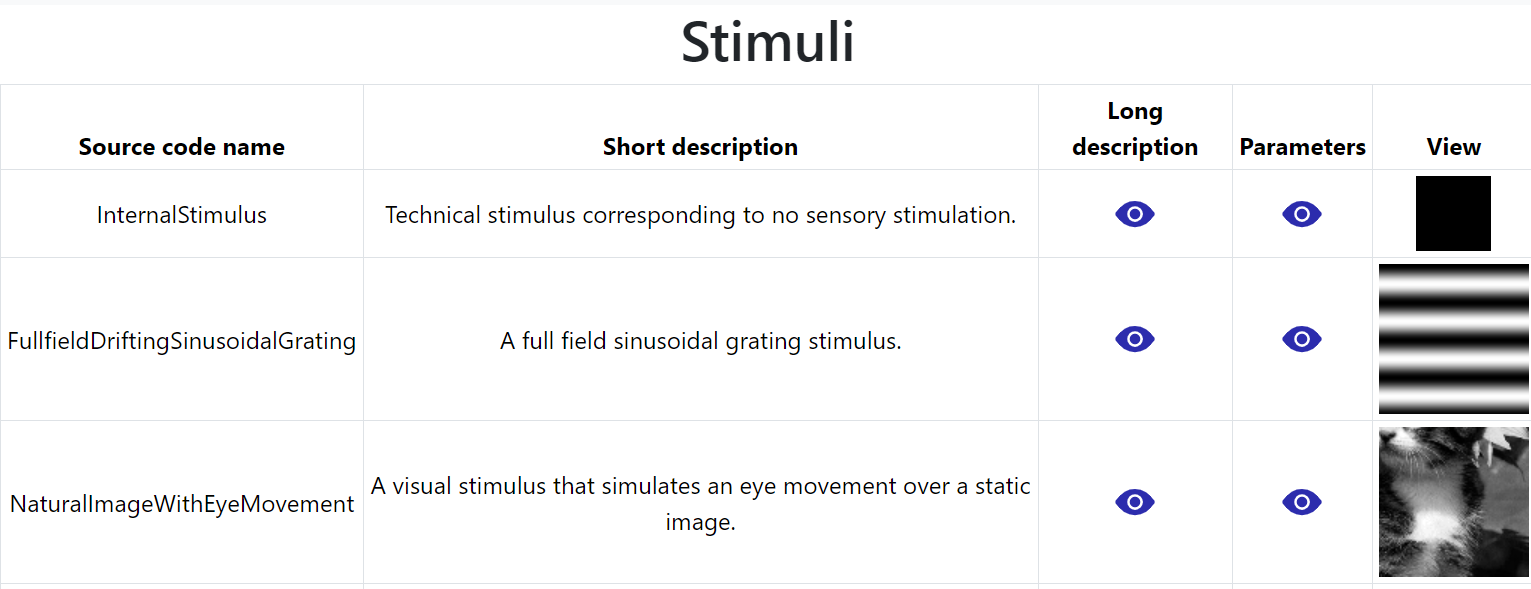 Stimuli
Source code name
Short description
Long
description
Parameters
View
InternalStimulus
Technical stimulus corresponding to no sensory stimulation.
FullfieldDriftingSinusoidalGrating
A full field sinusoidal grating stimulus.
NaturalImageWithEyeMovement
A visual stimulus that simulates an eye movement over a static
image.